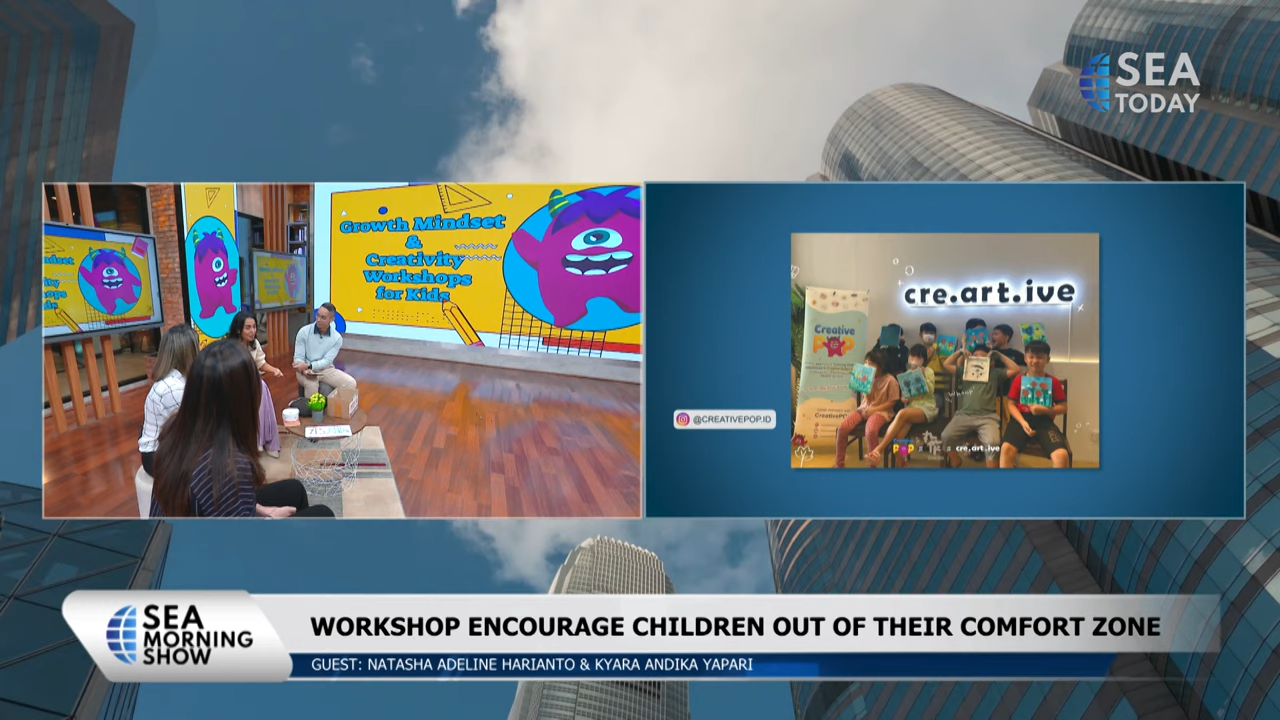 SEA
TODAY
Growth Mindset
&
Creativity
Workshops
for Kids
cre.art.ive
Creative
POP
@CREATIVEPOP.ID
cre.art.ive
SEA
MORNING
SHOW
WORKSHOP ENCOURAGE CHILDREN OUT OF THEIR COMFORT ZONE
GUEST: NATASHA ADELINE HARIANTO & KYARA ANDIKA YAPARI